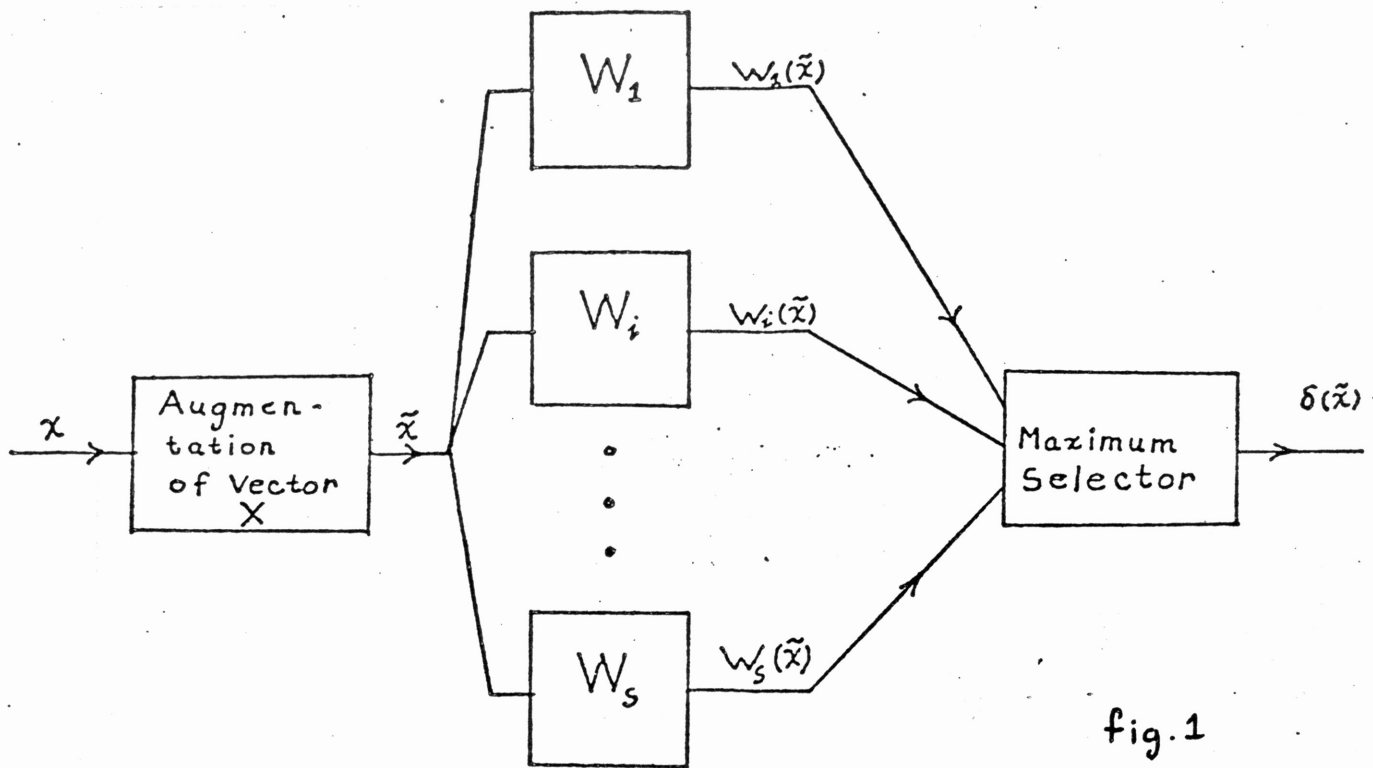 W₁
W₁(x̃)
Wᵢ
Wᵢ(x̃)
x
Augmen-
tation
of Vector
X
x̃
Maximum
Selector
δ(x̃)
Wₛ
Wₛ(x̃)
fig.1